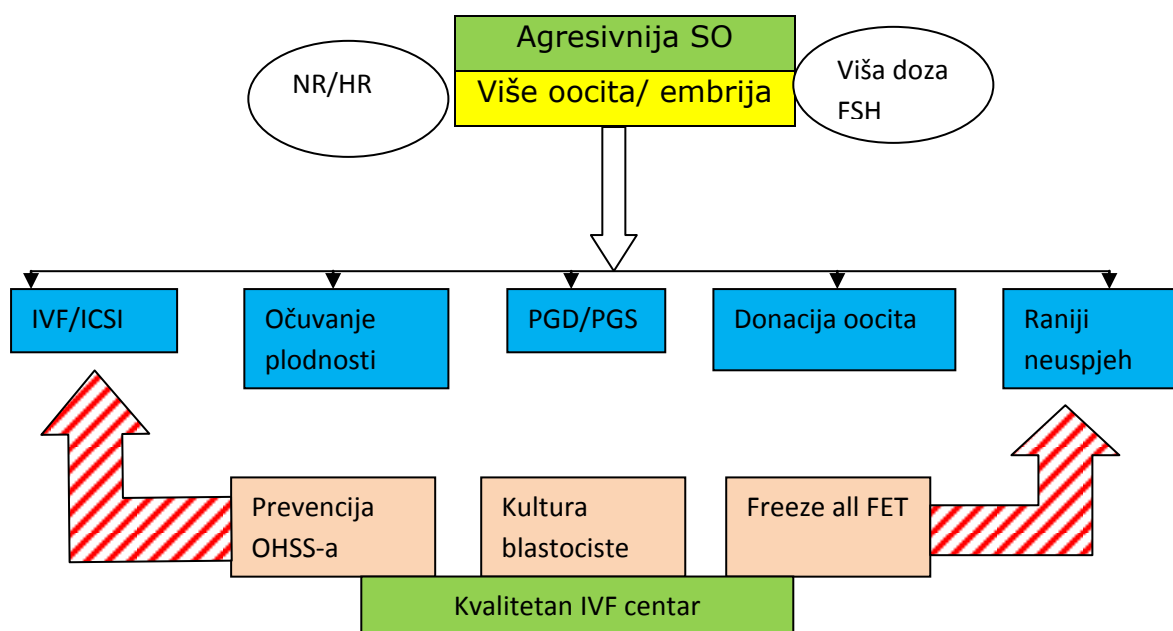 Agresivnija SO
NR/HR
Više oocita/ embrija
Viša doza
FSH
IVF/ICSI
Očuvanje
plodnosti
PGD/PGS
Donacija oocita
Raniji
neuspjeh
Prevencija
OHSS-a
Kultura
blastociste
Freeze all FET
Kvalitetan IVF centar